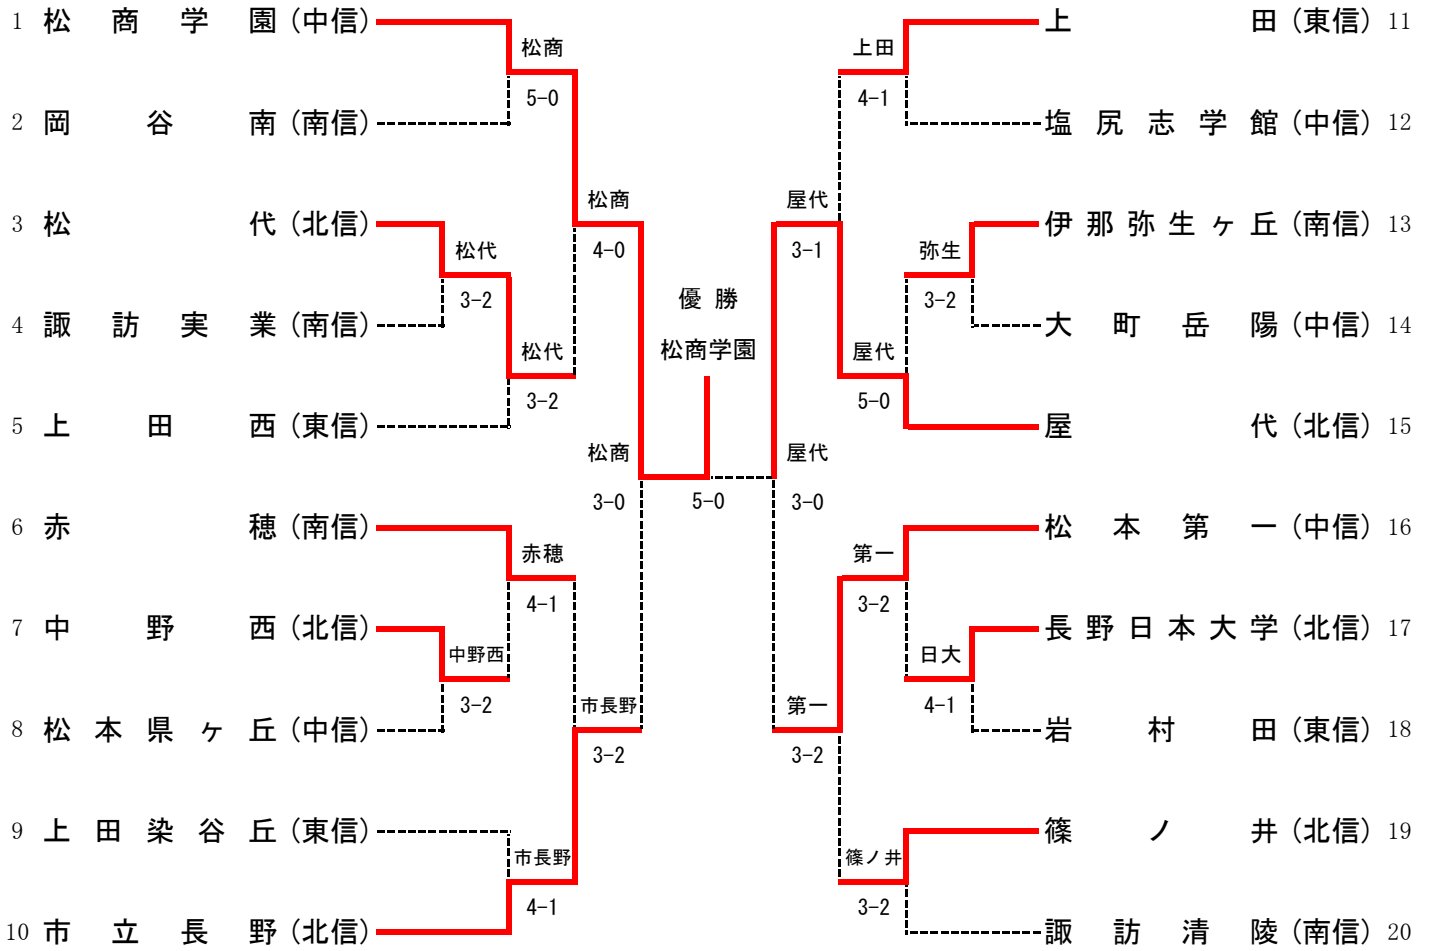 1 松商学園(中信)
松商
5-0
2 岡谷南(南信)
松商
4-0
3 松代(北信)
松代
3-2
4 諏訪実業(南信)
松代
3-2
5 上田西(東信)
松商
3-0
6 赤穂(南信)
赤穂
4-1
7 中野西(北信)
中野西
3-2
8 松本県ヶ丘(中信)
市長野
3-2
9 上田染谷丘(東信)
市長野
4-1
10 市立長野(北信)
優勝
松商学園
5-0
上田(東信) 11
上田
4-1
塩尻志学館(中信) 12
屋代
3-1
伊那弥生ヶ丘(南信) 13
弥生
3-2
大町岳陽(中信) 14
屋代
5-0
屋代(北信) 15
屋代
3-0
松本第一(中信) 16
第一
3-2
長野日本大学(北信) 17
日大
4-1
岩村田(東信) 18
第一
3-2
篠ノ井(北信) 19
篠ノ井
3-2
諏訪清陵(南信) 20